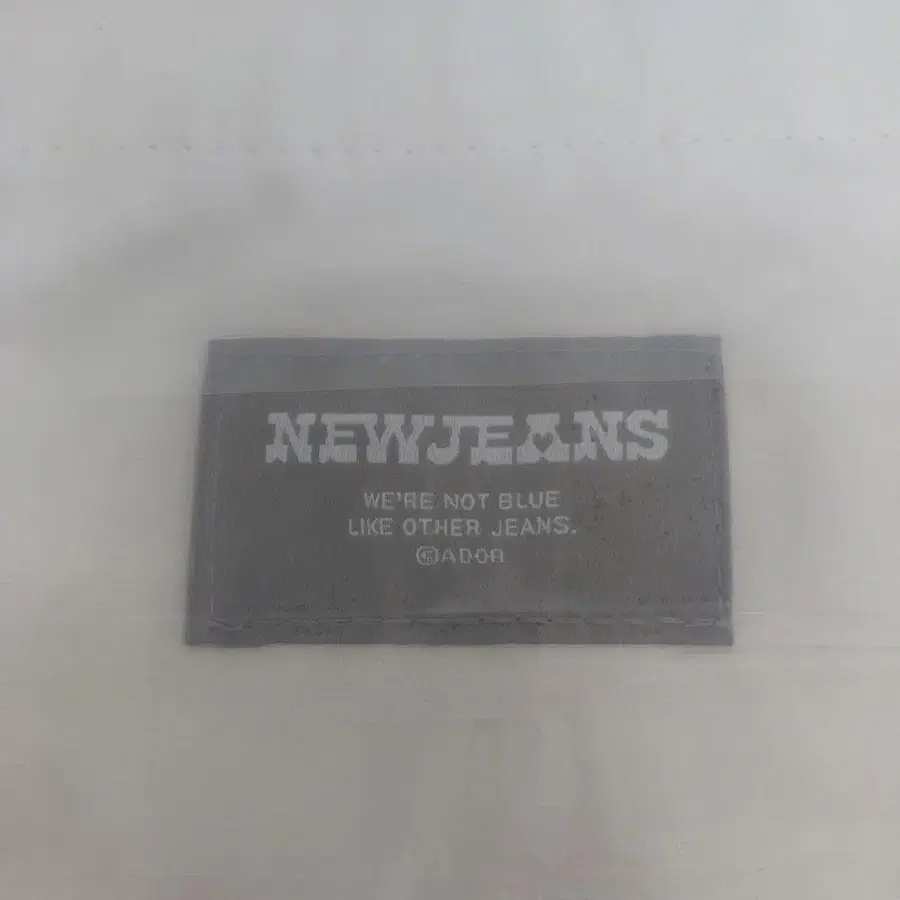 NEWJEANS
WE'RE NOT BLUE
LIKE OTHER JEANS.
©ADOR